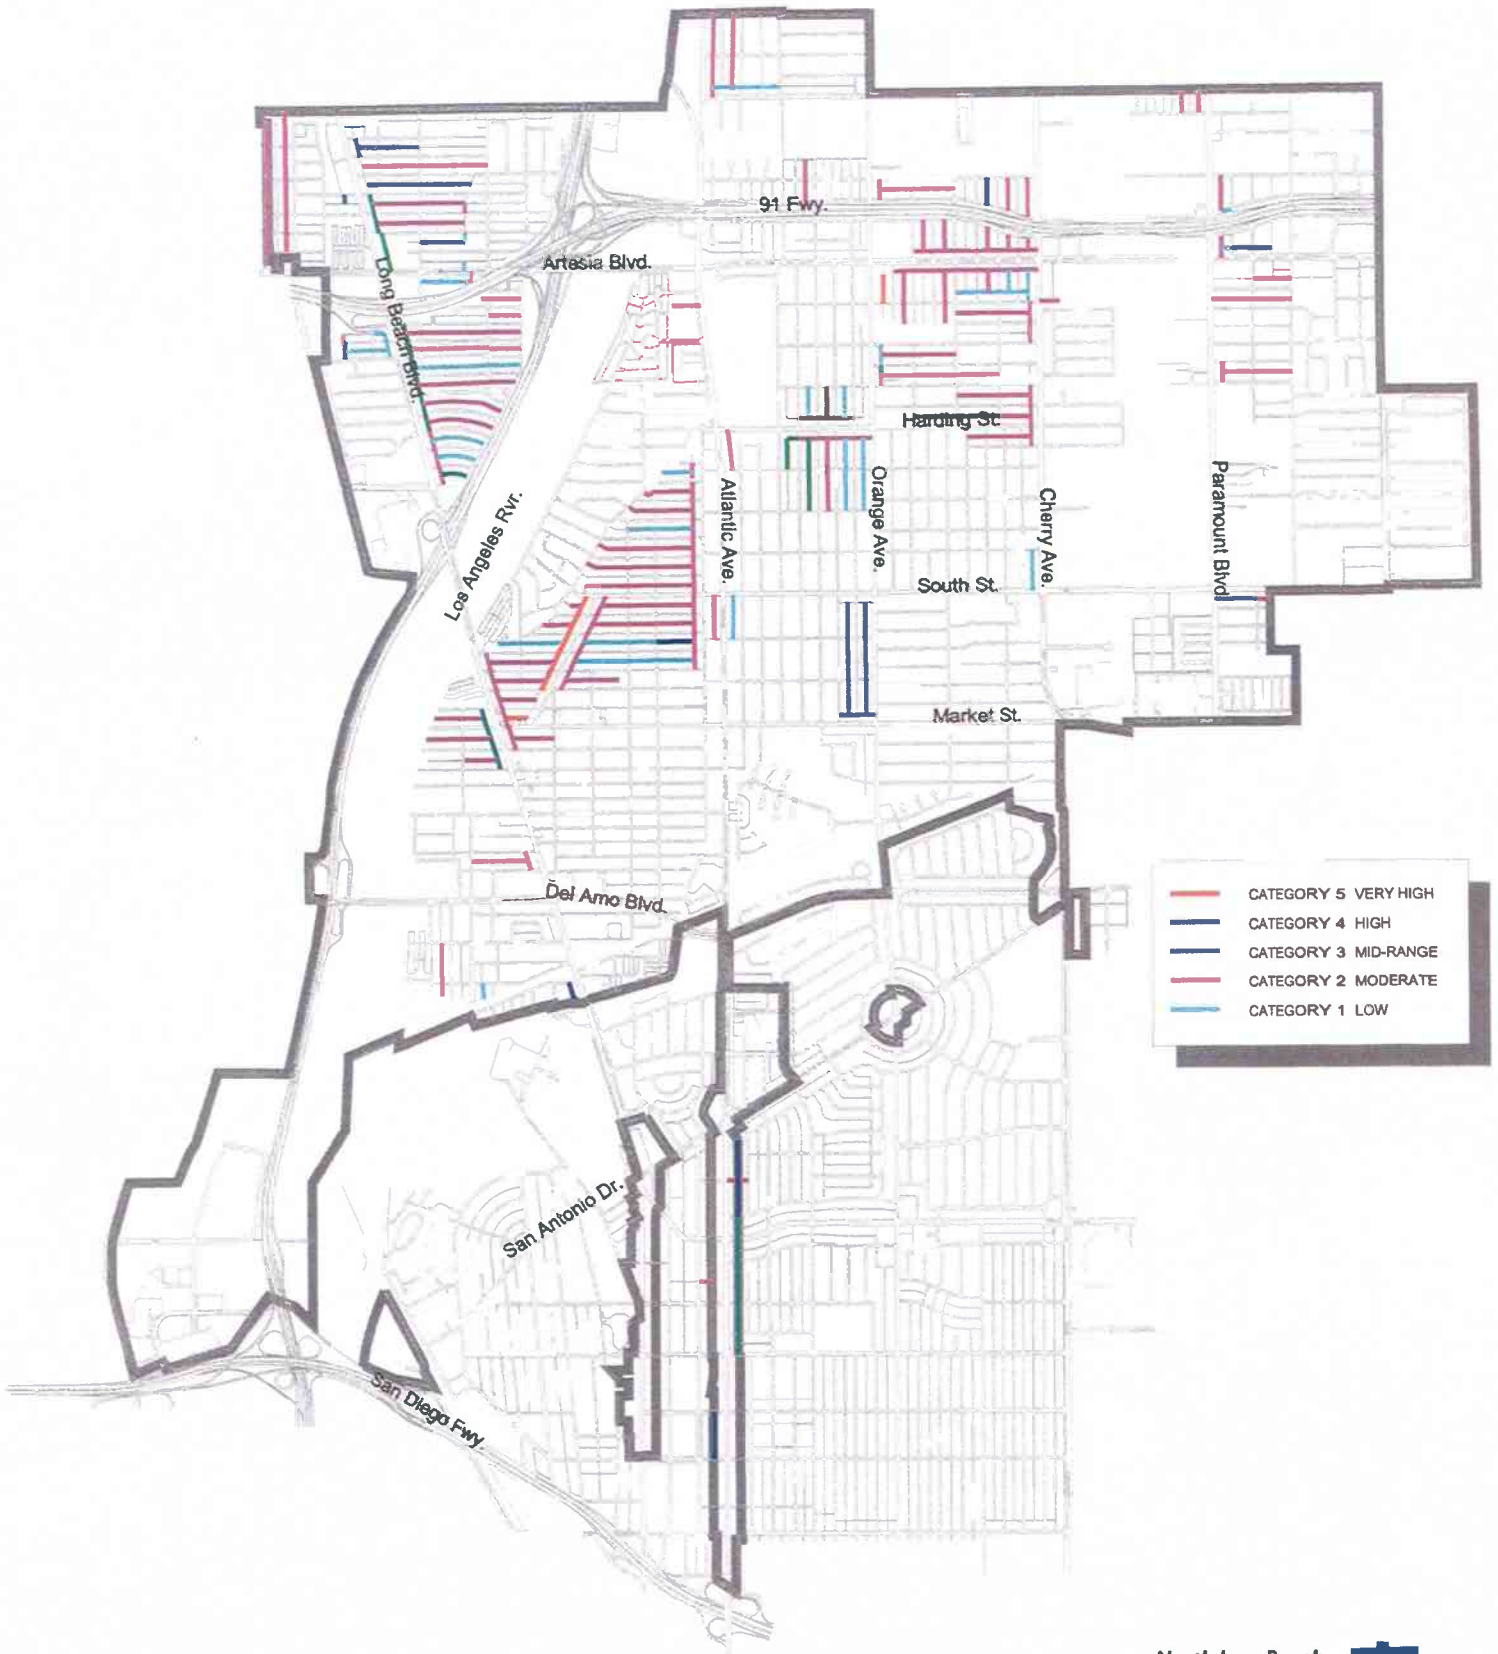 91 Fwy.
Artesia Blvd.
Long Beach Blvd.
Harding St.
Orange Ave.
Paramount Blvd
Atlantic Ave.
Cherry Ave.
Los Angeles Rvr.
South St.
Market St.
Del Amo Blvd.
CATEGORY 5 VERY HIGH
CATEGORY 4 HIGH
CATEGORY 3 MID-RANGE
CATEGORY 2 MODERATE
CATEGORY 1 LOW
San Antonio Dr.
San Diego Fwy.